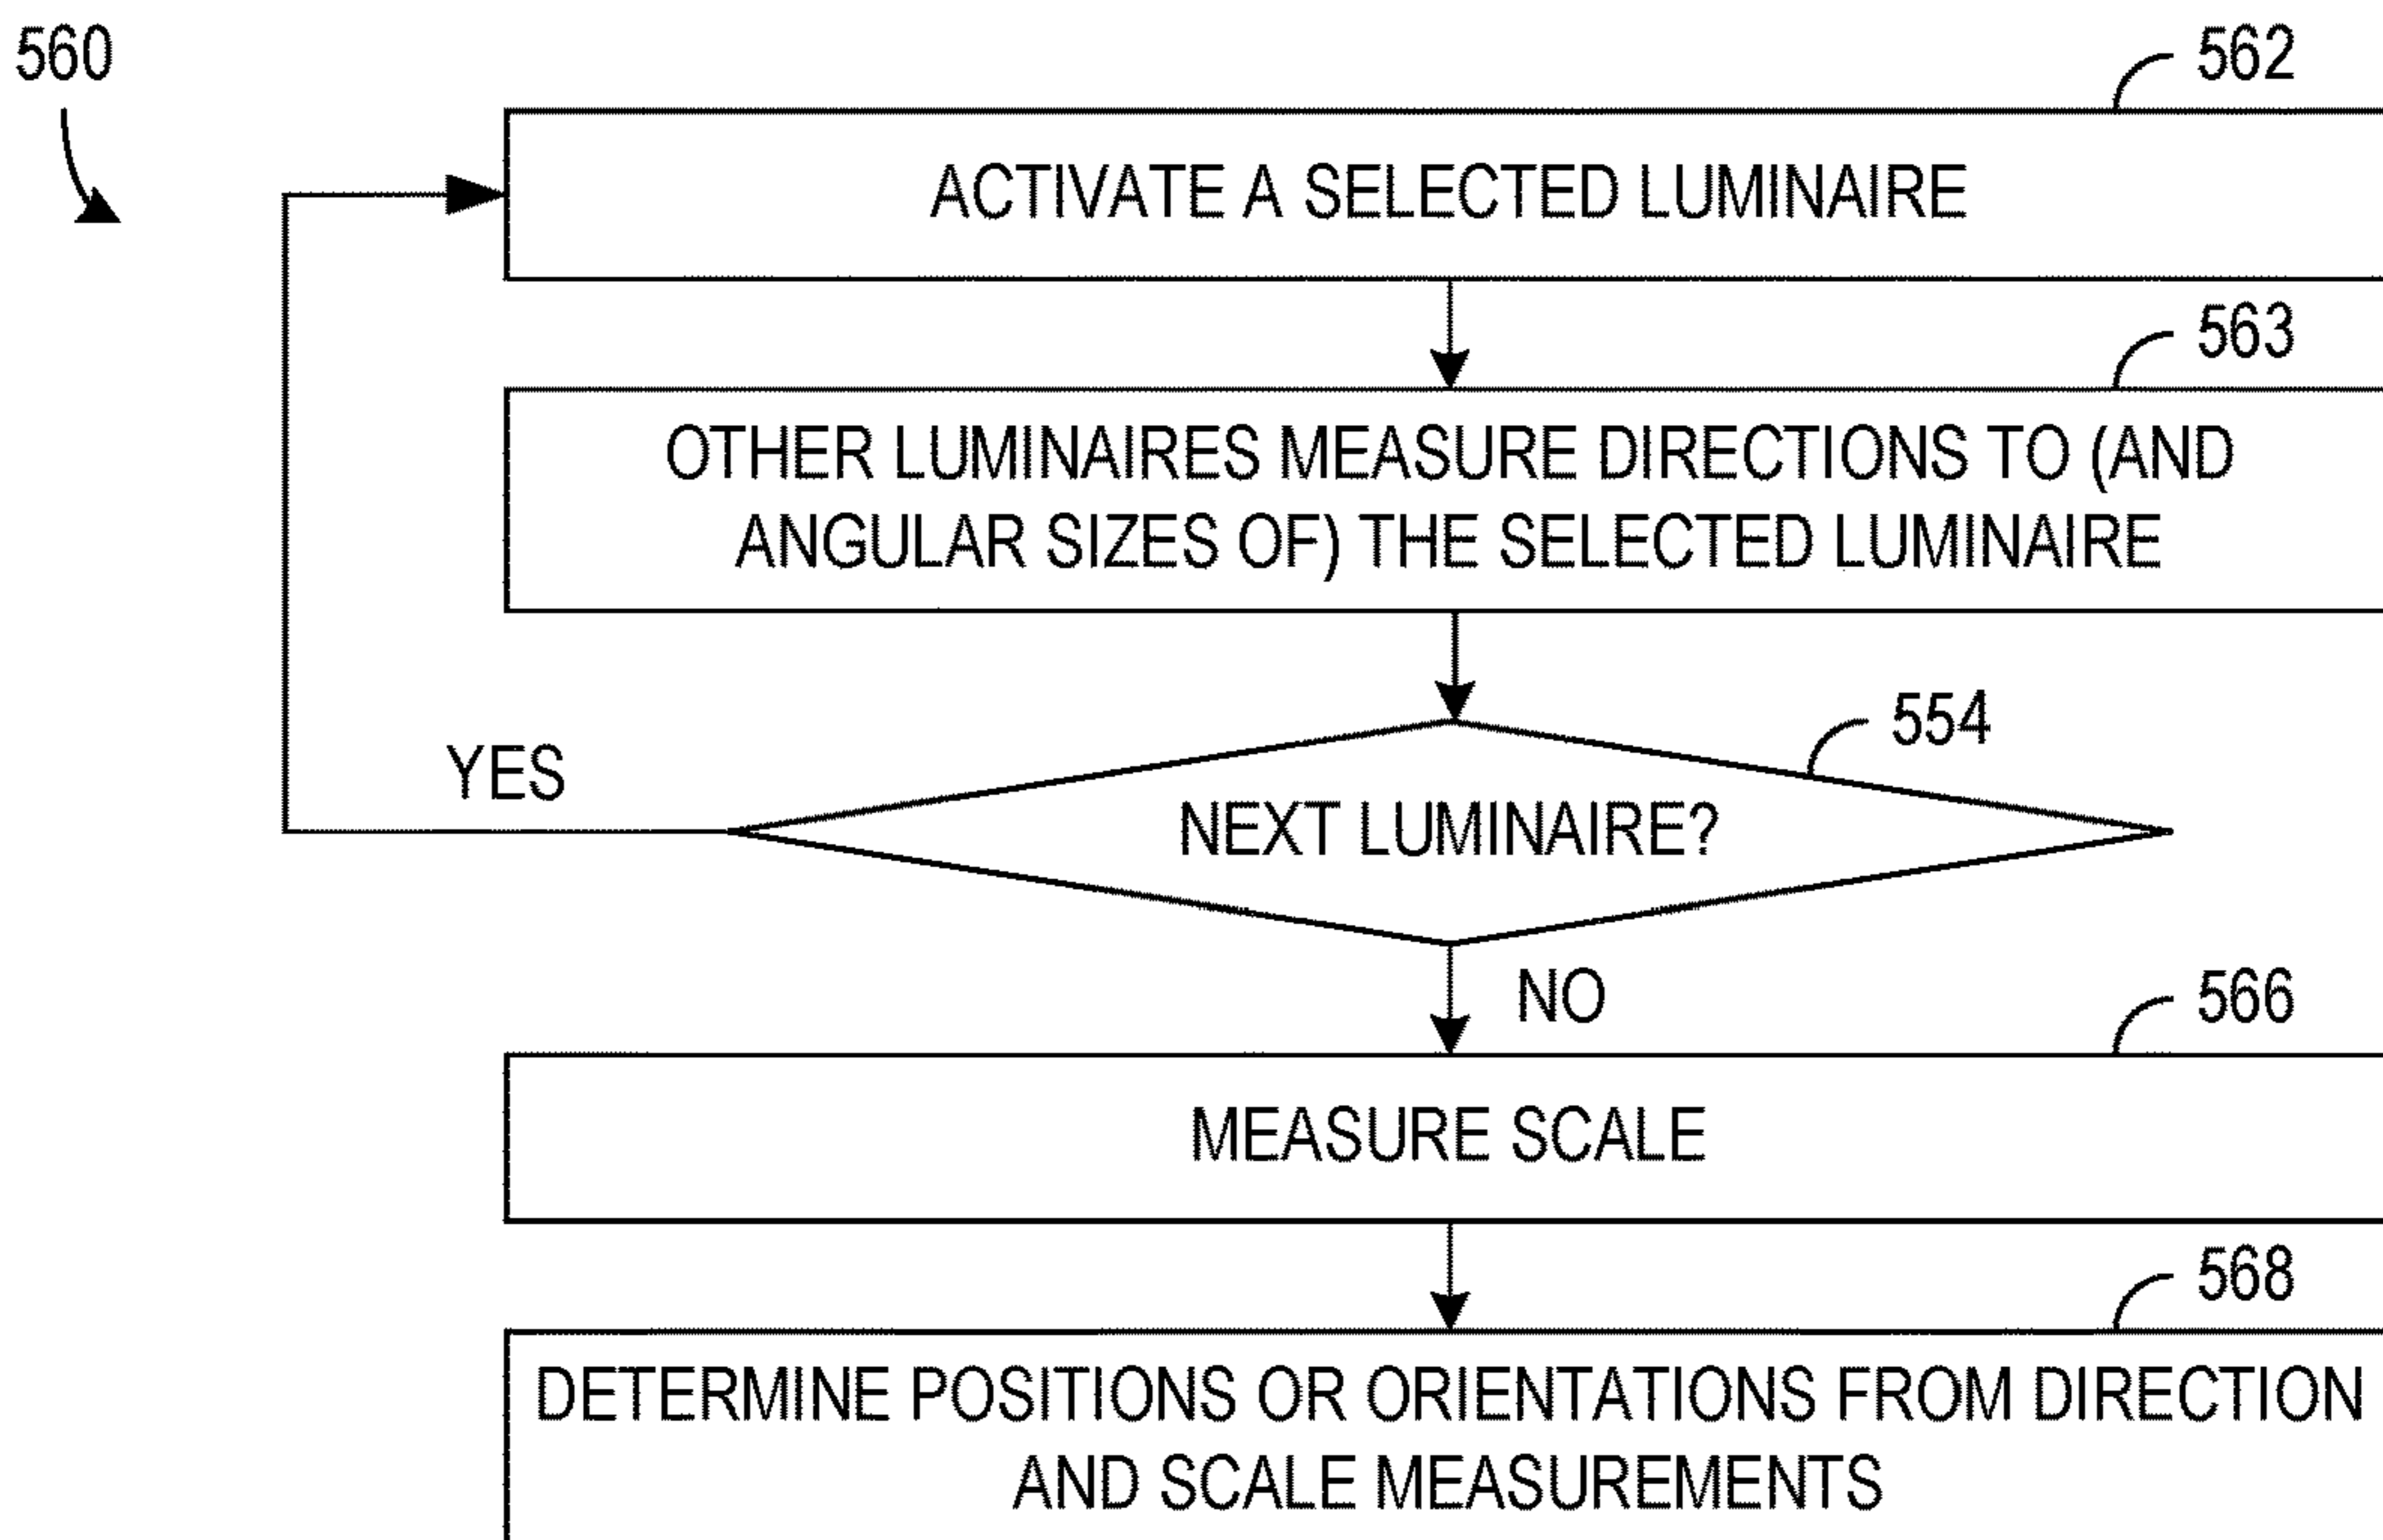 560
562
ACTIVATE A SELECTED LUMINAIRE
563
OTHER LUMINAIRES MEASURE DIRECTIONS TO (AND
ANGULAR SIZES OF) THE SELECTED LUMINAIRE
554
YES
NEXT LUMINAIRE?
NO
566
MEASURE SCALE
568
DETERMINE POSITIONS OR ORIENTATIONS FROM DIRECTION
AND SCALE MEASUREMENTS